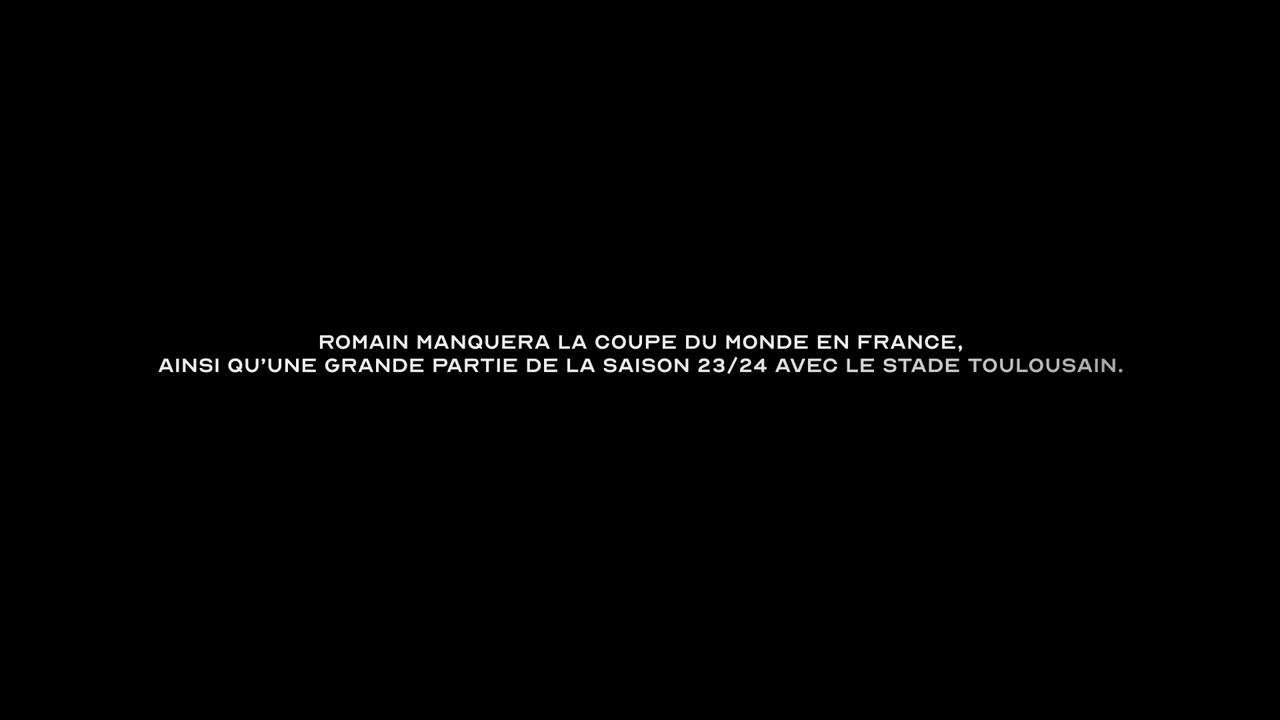 ROMAIN MANQUERA LA COUPE DU MONDE EN FRANCE,
AINSI QU’UNE GRANDE PARTIE DE LA SAISON 23/24 AVEC LE STADE TOULOUSAIN.